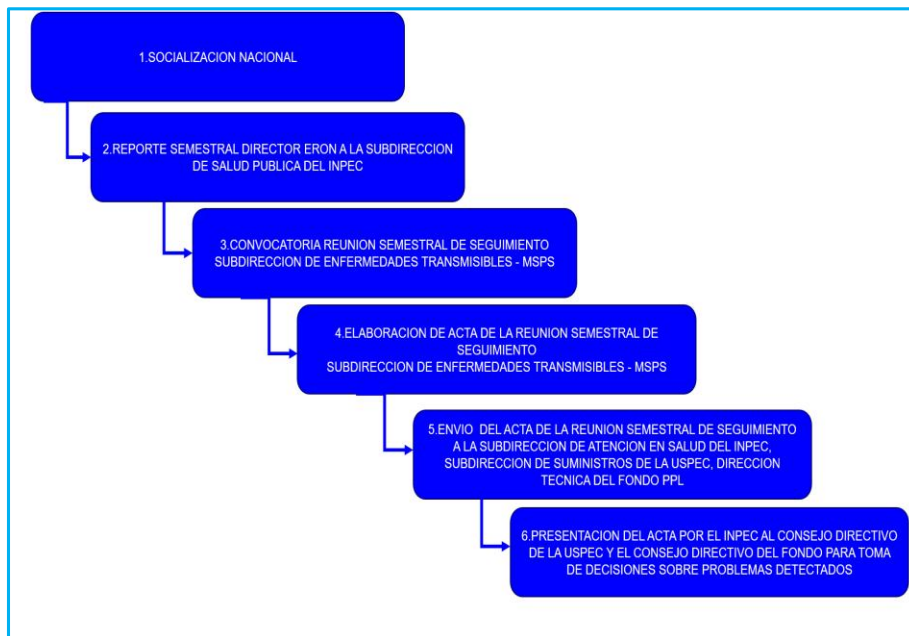 1.SOCIALIZACION NACIONAL
2.REPORTE SEMESTRAL DIRECTOR ERON A LA SUBDIRECCION
DE SALUD PUBLICA DEL INPEC
3.CONVOCATORIA REUNION SEMESTRAL DE SEGUIMIENTO
SUBDIRECCION DE ENFERMEDADES TRANSMISIBLES - MSPS
4.ELABORACION DE ACTA DE LA REUNION SEMESTRAL DE
SEGUIMIENTO
SUBDIRECCION DE ENFERMEDADES TRANSMISIBLES - MSPS
5.ENVIO DEL ACTA DE LA REUNION SEMESTRAL DE SEGUIMIENTO
A LA SUBDIRECCION DE ATENCION EN SALUD DEL INPEC,
SUBDIRECCION DE SUMINISTROS DE LA USPEC, DIRECCION
TECNICA DEL FONDO PPL
6.PRESENTACION DEL ACTA POR EL INPEC AL CONSEJO DIRECTIVO
DE LA USPEC Y EL CONSEJO DIRECTIVO DEL FONDO PARA TOMA
DE DECISIONES SOBRE PROBLEMAS DETECTADOS